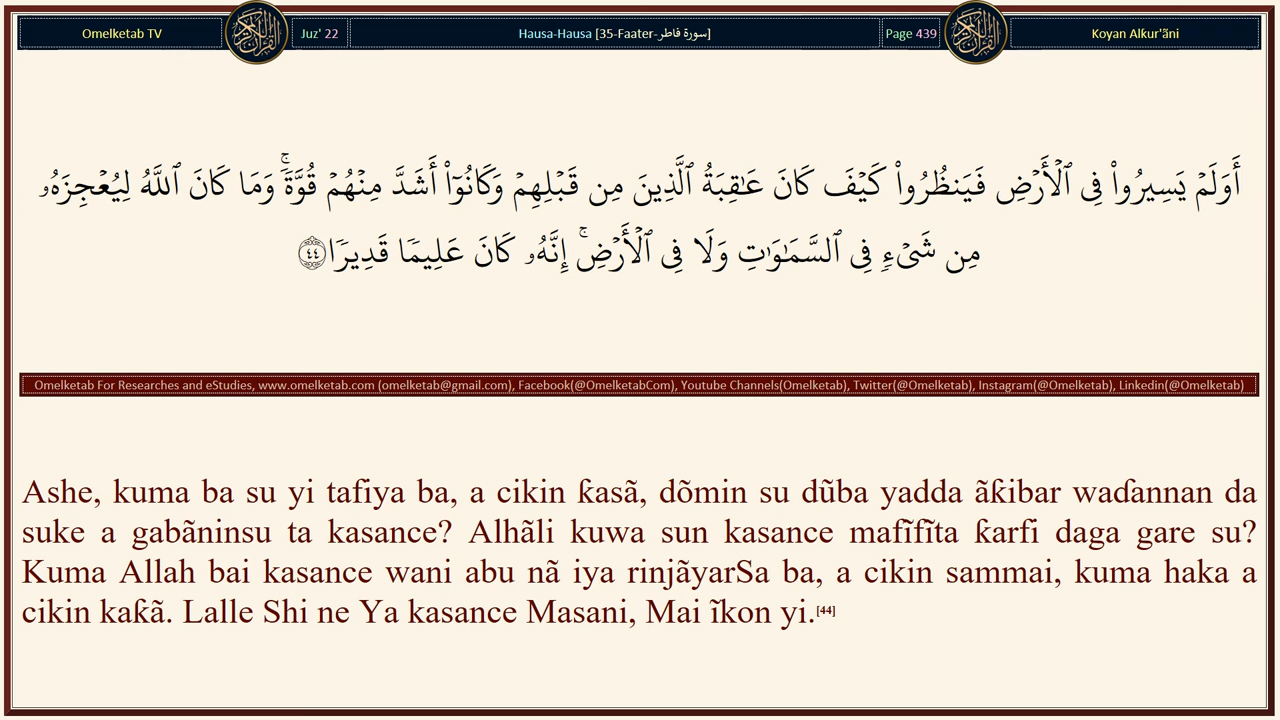 Omelketab TV
Juz' 22
Hausa-Hausa [35-Faater-سورة فاطر]
Page 439
Koyan Alƙur'ãni
أَوَلَمۡ يَسِيرُواْ فِي ٱلۡأَرۡضِ فَيَنظُرُواْ كَيۡفَ كَانَ عَٰقِبَةُ ٱلَّذِينَ مِن قَبۡلِهِمۡ وَكَانُوٓاْ أَشَدَّ مِنۡهُمۡ قُوَّةٗۚ وَمَا كَانَ ٱللَّهُ لِيُعۡجِزَهُۥ
مِن شَيۡءٖ فِي ٱلسَّمَٰوَٰتِ وَلَا فِي ٱلۡأَرۡضِۚ إِنَّهُۥ كَانَ عَلِيمٗا قَدِيرٗا ٤٤
Omelketab For Researches and eStudies, www.omelketab.com (omelketab@gmail.com), Facebook(@OmelketabCom), Youtube Channels(Omelketab), Twitter(@Omelketab), Instagram(@Omelketab), Linkedin(@Omelketab)
Ashe, kuma ba su yi tafiya ba, a cikin ƙasã, dõmin su dũba yadda ãƙibar waɗannan da
suke a gabãninsu ta kasance? Alhãli kuwa sun kasance mafĩfĩta ƙarfi daga gare su?
Kuma Allah bai kasance wani abu nã iya rinjãyarSa ba, a cikin sammai, kuma haka a
cikin kaƙã. Lalle Shi ne Ya kasance Masani, Mai ĩkon yi.[44]